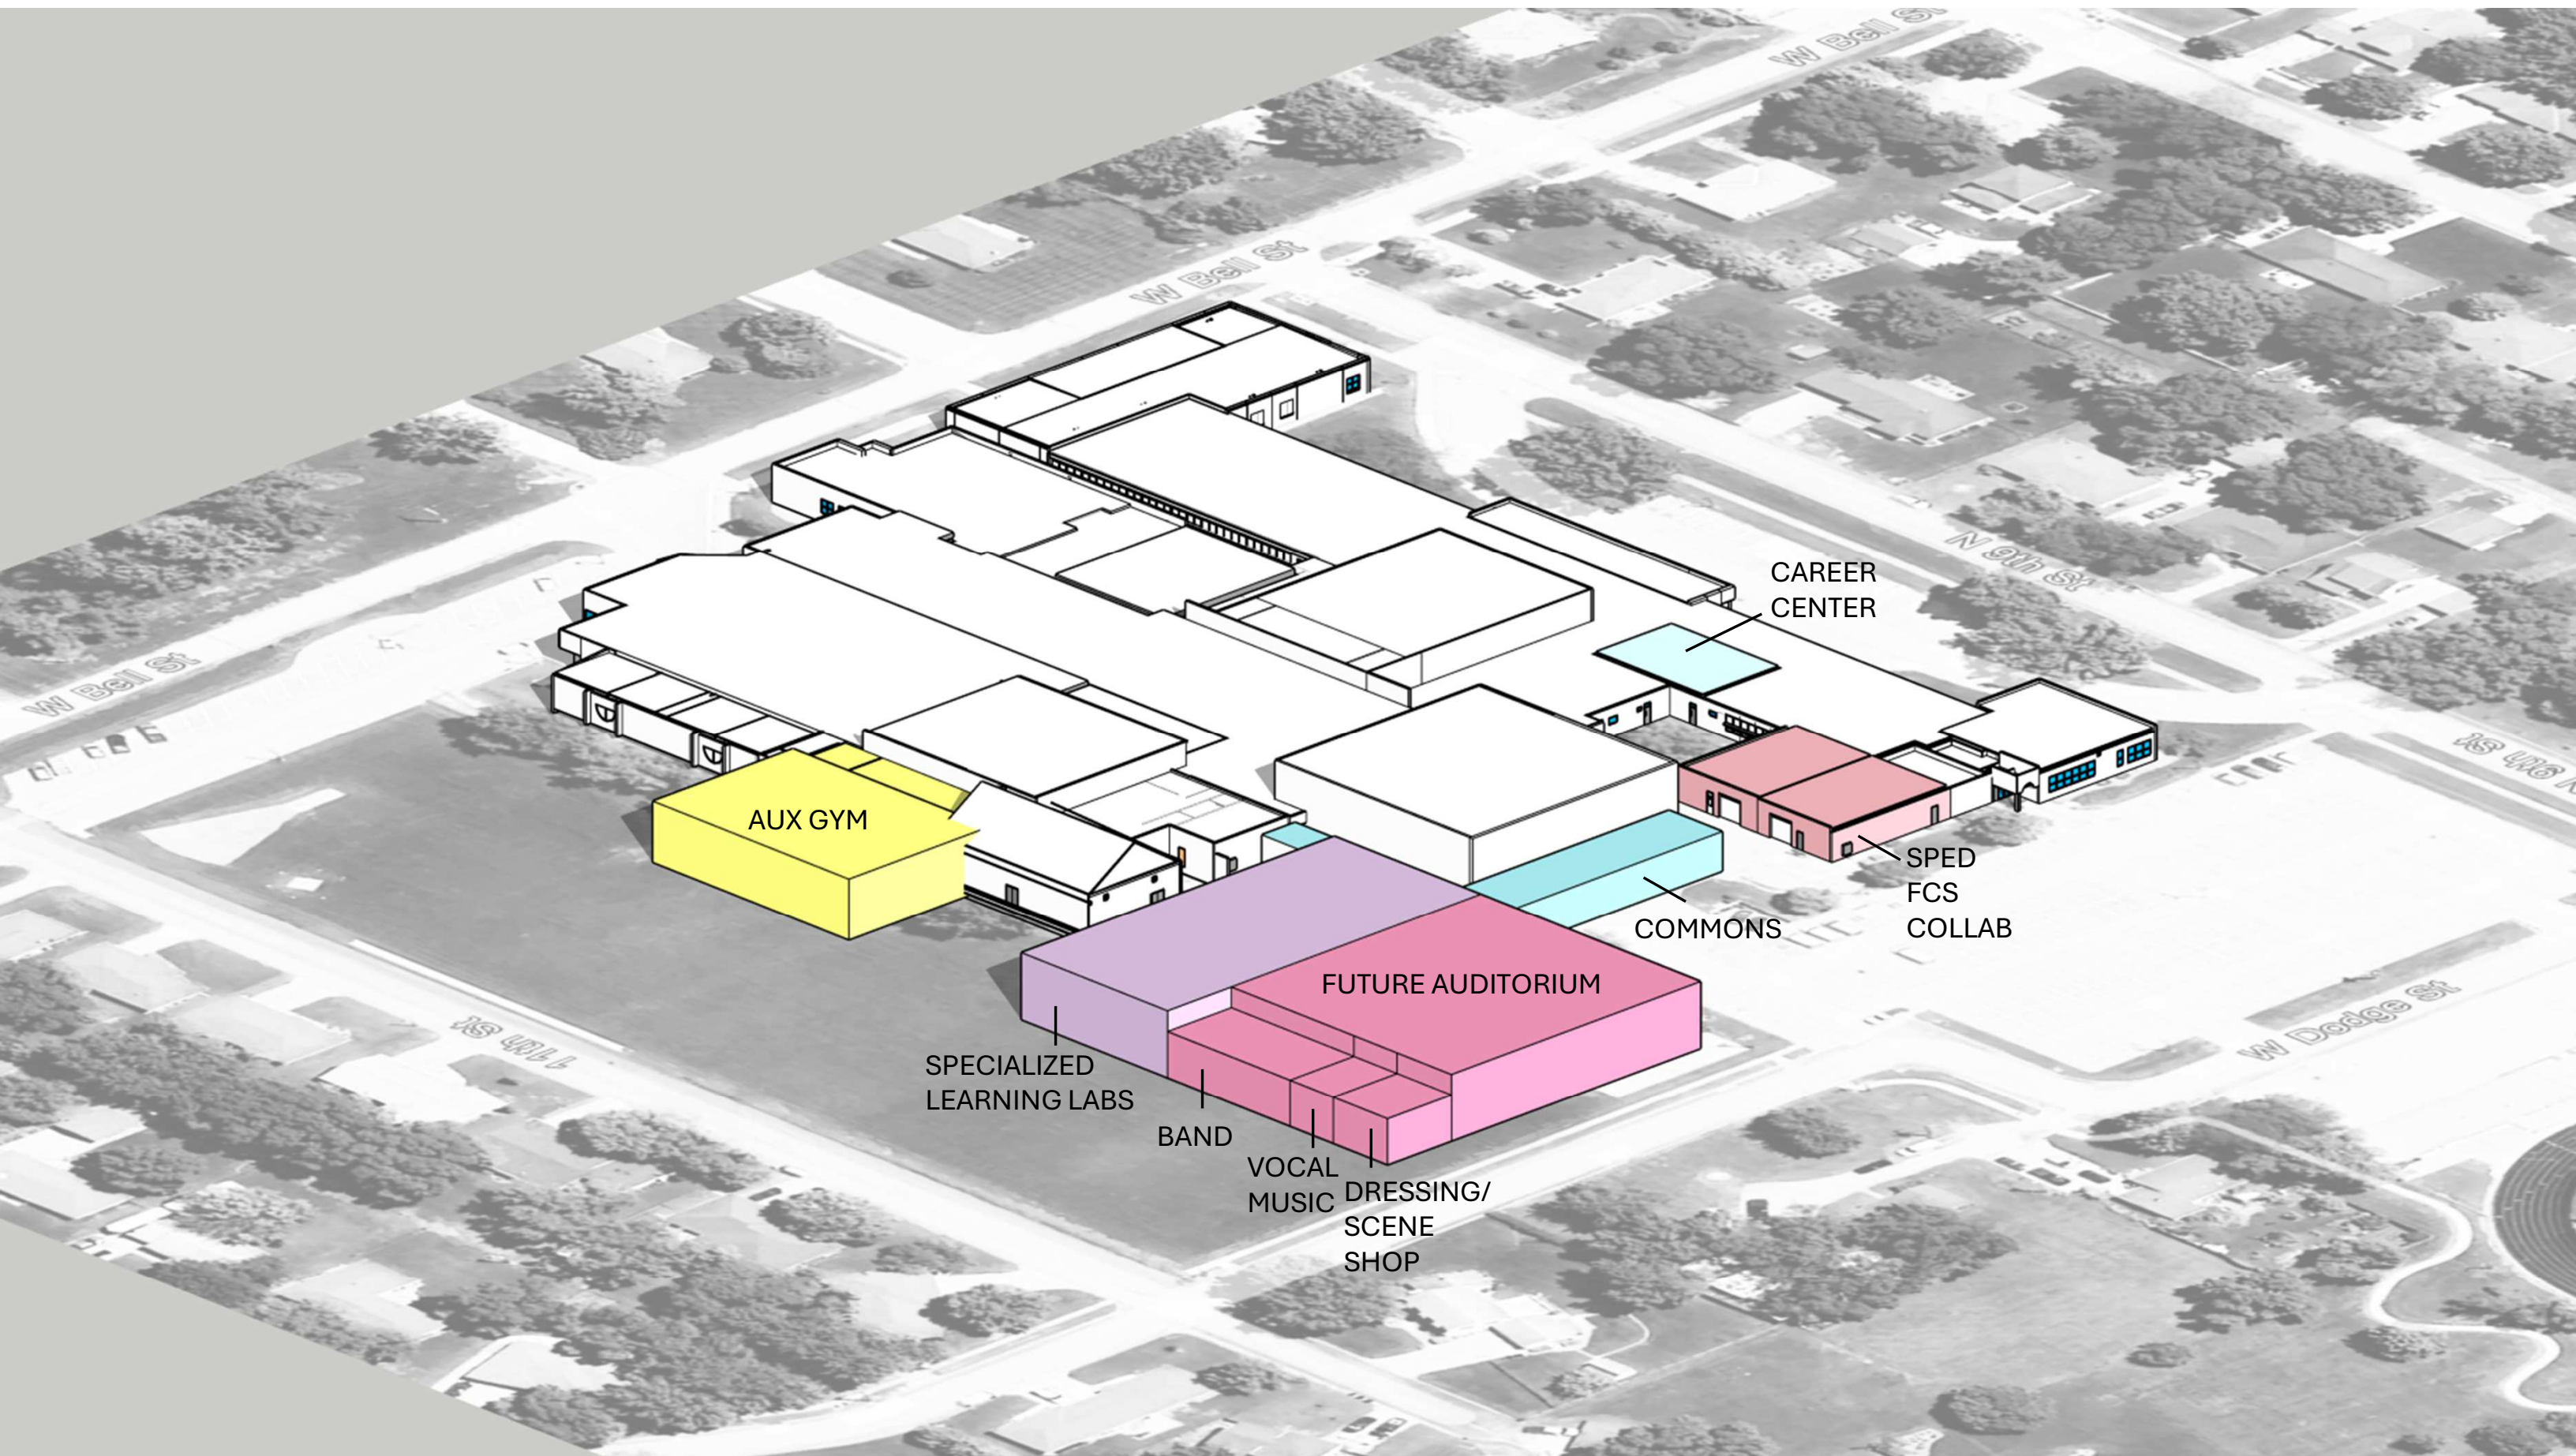 W Bell St
W Bell St
N 9th St
CAREER
CENTER
W Bell St
AUX GYM
SPED
FCS
COLLAB
COMMONS
FUTURE AUDITORIUM
W Dodge St
11th St
SPECIALIZED
LEARNING LABS
BAND
VOCAL
MUSIC
DRESSING/
SCENE
SHOP